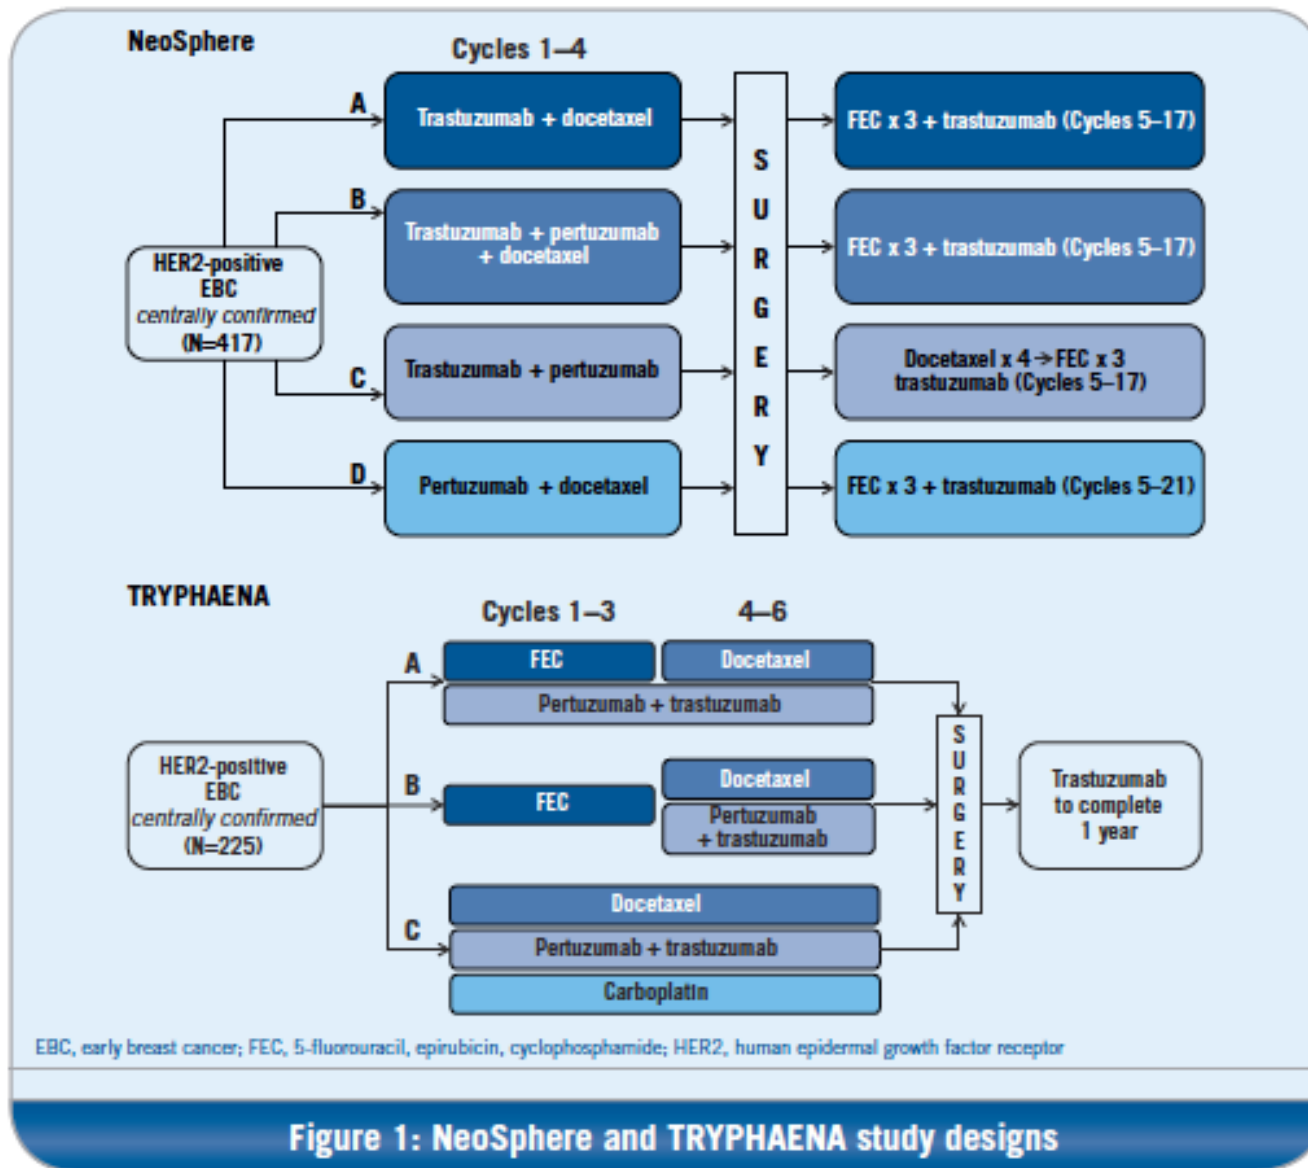 NeoSphere
Cycles 1–4
A
Trastuzumab + docetaxel
FEC x 3 + trastuzumab (Cycles 5–17)
B
Trastuzumab + pertuzumab
+ docetaxel
FEC x 3 + trastuzumab (Cycles 5–17)
HER2-positive
EBC
centrally confirmed
(N=417)
C
Trastuzumab + pertuzumab
Docetaxel x 4→FEC x 3
trastuzumab (Cycles 5–17)
D
Pertuzumab + docetaxel
FEC x 3 + trastuzumab (Cycles 5–21)
SURGERY
TRYPHAENA
Cycles 1–3
4–6
A
FEC
Docetaxel
Pertuzumab + trastuzumab
HER2-positive
EBC
centrally confirmed
(N=225)
B
FEC
Docetaxel
Pertuzumab
+ trastuzumab
C
Docetaxel
Pertuzumab + trastuzumab
Carboplatin
SURGERY
Trastuzumab
to complete
1 year
EBC, early breast cancer; FEC, 5-fluorouracil, epirubicin, cyclophosphamide; HER2, human epidermal growth factor receptor
Figure 1: NeoSphere and TRYPHAENA study designs